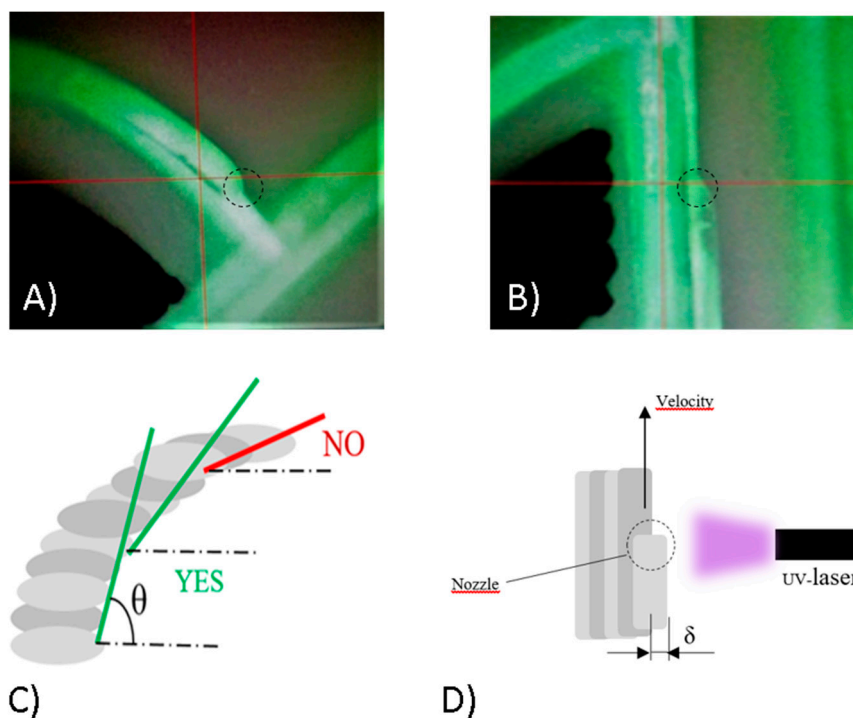 A)
B)
NO
YES
θ
C)
Velocity
Nozzle
UV-laser
δ
D)